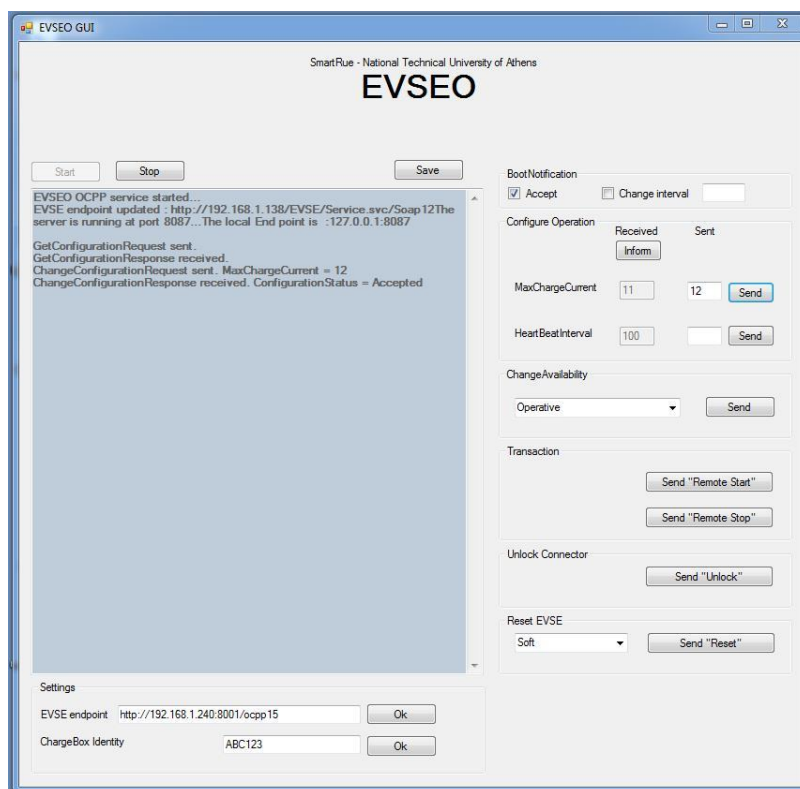 EVSEO GUI
SmartRue - National Technical University of Athens
EVSEO
Start
Stop
Save
EVSEO OCPP service started...
EVSE endpoint updated : http://192.168.1.138/EVSE/Service.svc/Soap12The
server is running at port 8087...The local End point is :127.0.0.1:8087
GetConfigurationRequest sent.
GetConfigurationResponse received.
ChangeConfigurationRequest sent. MaxChargeCurrent = 12
ChangeConfigurationResponse received. ConfigurationStatus = Accepted
Settings
EVSE endpoint http://192.168.1.240:8001/ocpp15 Ok
ChargeBox Identity ABC123 Ok
BootNotification
Accept Change interval
Configure Operation
Received Sent
Inform
MaxChargeCurrent 11 12 Send
HeartBeatInterval 100 Send
ChangeAvailability
Operative Send
Transaction
Send "Remote Start"
Send "Remote Stop"
Unlock Connector
Send "Unlock"
Reset EVSE
Soft Send "Reset"